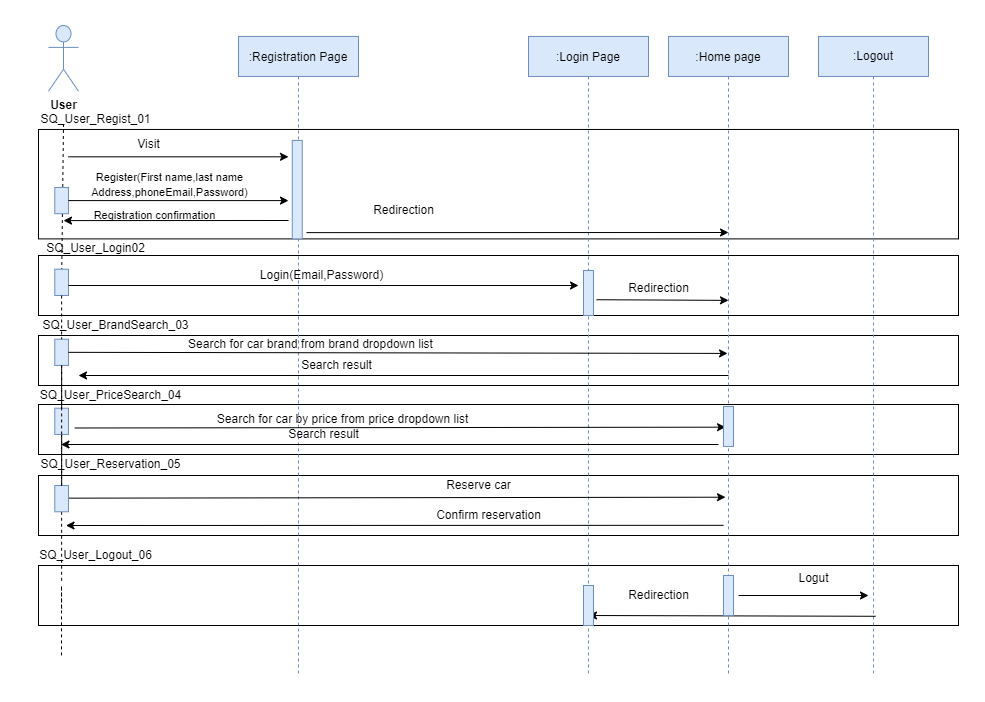 :Registration Page
:Login Page
:Home page
:Logout
User
SQ_User_Regist_01
Visit
Register(First name,last name
Address,phoneEmail,Password)
Registration confirmation
Redirection
SQ_User_Login02
Login(Email,Password)
Redirection
SQ_User_BrandSearch_03
Search for car brand from brand dropdown list
Search result
SQ_User_PriceSearch_04
Search for car by price from price dropdown list
Search result
SQ_User_Reservation_05
Reserve car
Confirm reservation
SQ_User_Logout_06
Logut
Redirection